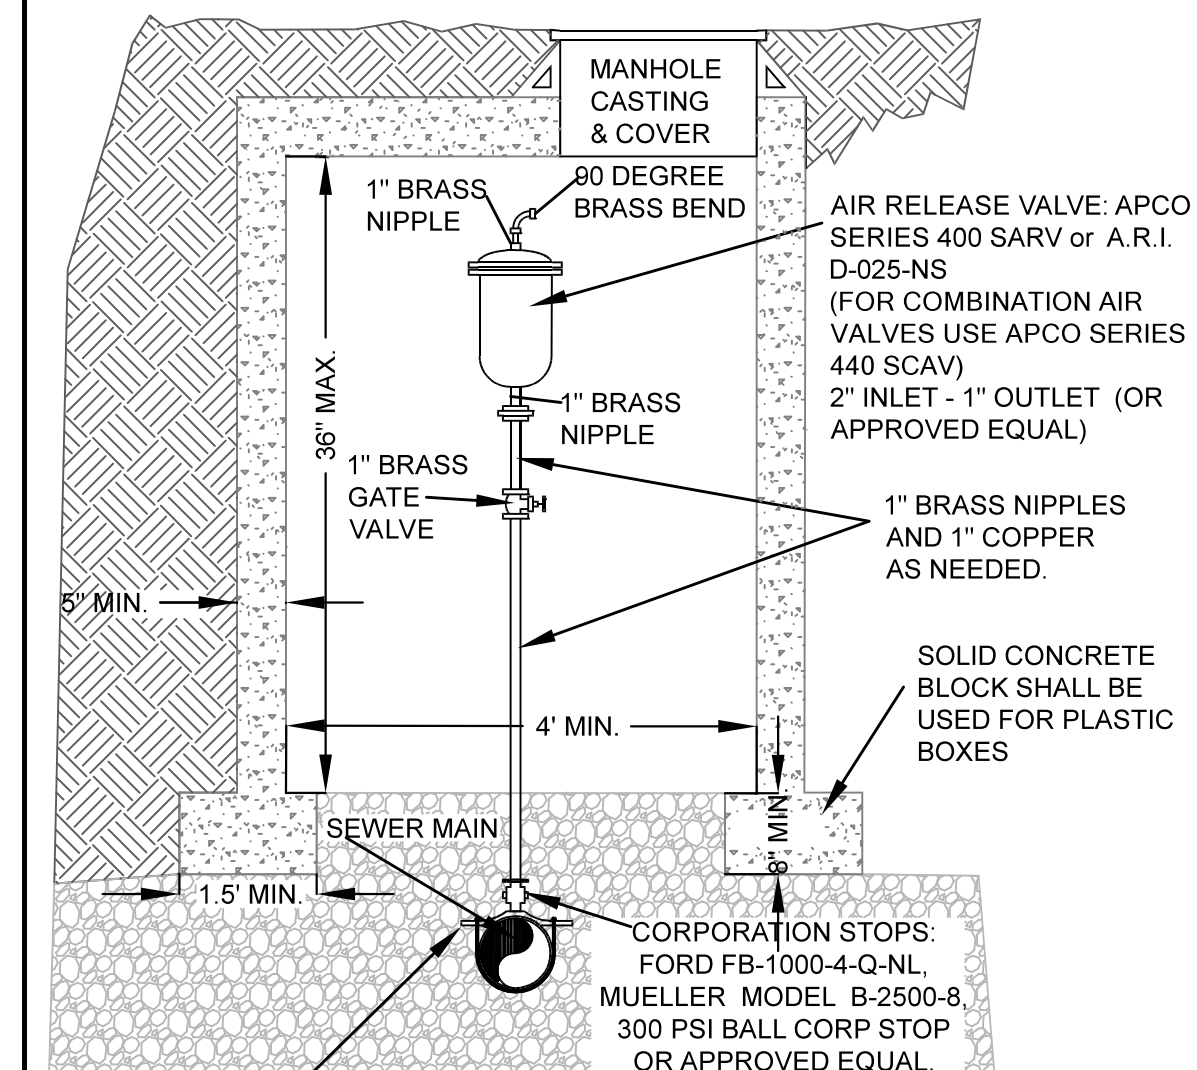 MANHOLE
CASTING
& COVER
1" BRASS
NIPPLE
90 DEGREE
BRASS BEND
AIR RELEASE VALVE: APCO
SERIES 400 SARV or A.R.I.
D-025-NS
(FOR COMBINATION AIR
VALVES USE APCO SERIES
440 SCAV)
2" INLET - 1" OUTLET (OR
APPROVED EQUAL)
36" MAX.
1" BRASS
NIPPLE
1" BRASS
GATE
VALVE
1" BRASS NIPPLES
AND 1" COPPER
AS NEEDED.
5" MIN.
SOLID CONCRETE
BLOCK SHALL BE
USED FOR PLASTIC
BOXES
4' MIN.
8" MIN.
SEWER MAIN
1.5' MIN.
CORPORATION STOPS:
FORD FB-1000-4-Q-NL,
MUELLER MODEL B-2500-8,
300 PSI BALL CORP STOP
OR APPROVED EQUAL.